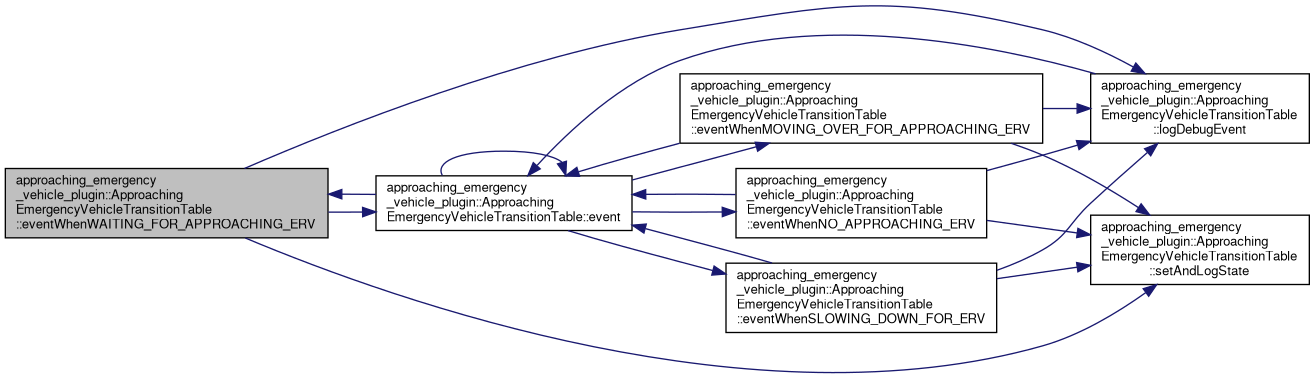 approaching_emergency
_vehicle_plugin::Approaching
EmergencyVehicleTransitionTable
::eventWhenWAITING_FOR_APPROACHING_ERV
approaching_emergency
_vehicle_plugin::Approaching
EmergencyVehicleTransitionTable::event
approaching_emergency
_vehicle_plugin::Approaching
EmergencyVehicleTransitionTable
::eventWhenMOVING_OVER_FOR_APPROACHING_ERV
approaching_emergency
_vehicle_plugin::Approaching
EmergencyVehicleTransitionTable
::eventWhenNO_APPROACHING_ERV
approaching_emergency
_vehicle_plugin::Approaching
EmergencyVehicleTransitionTable
::eventWhenSLOWING_DOWN_FOR_ERV
approaching_emergency
_vehicle_plugin::Approaching
EmergencyVehicleTransitionTable
::logDebugEvent
approaching_emergency
_vehicle_plugin::Approaching
EmergencyVehicleTransitionTable
::setAndLogState